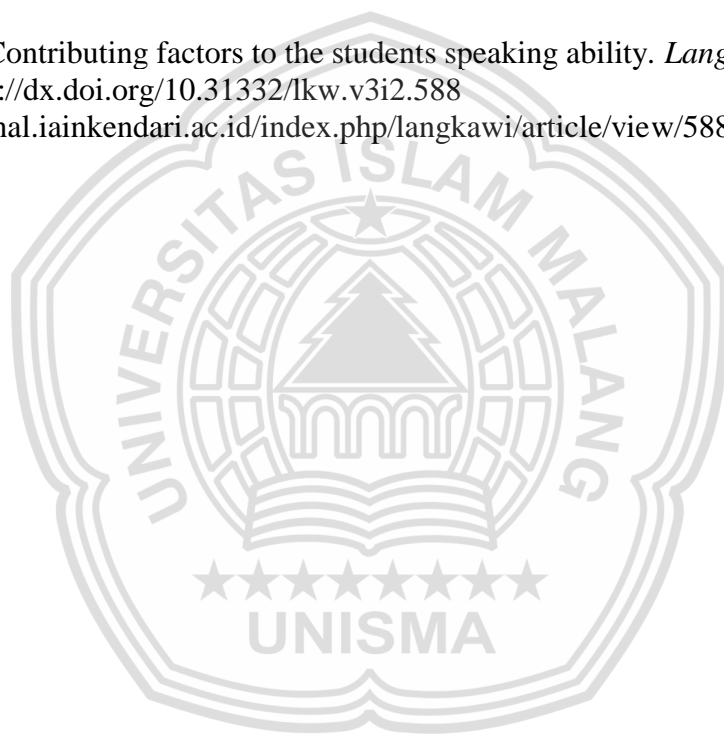 Contributing factors to the students speaking ability. Lang
://dx.doi.org/10.31332/lkw.v3i2.588
nal.iainkendari.ac.id/index.php/langkawi/article/view/588
UNIVERSITAS ISLAM MALANG
UNISMA